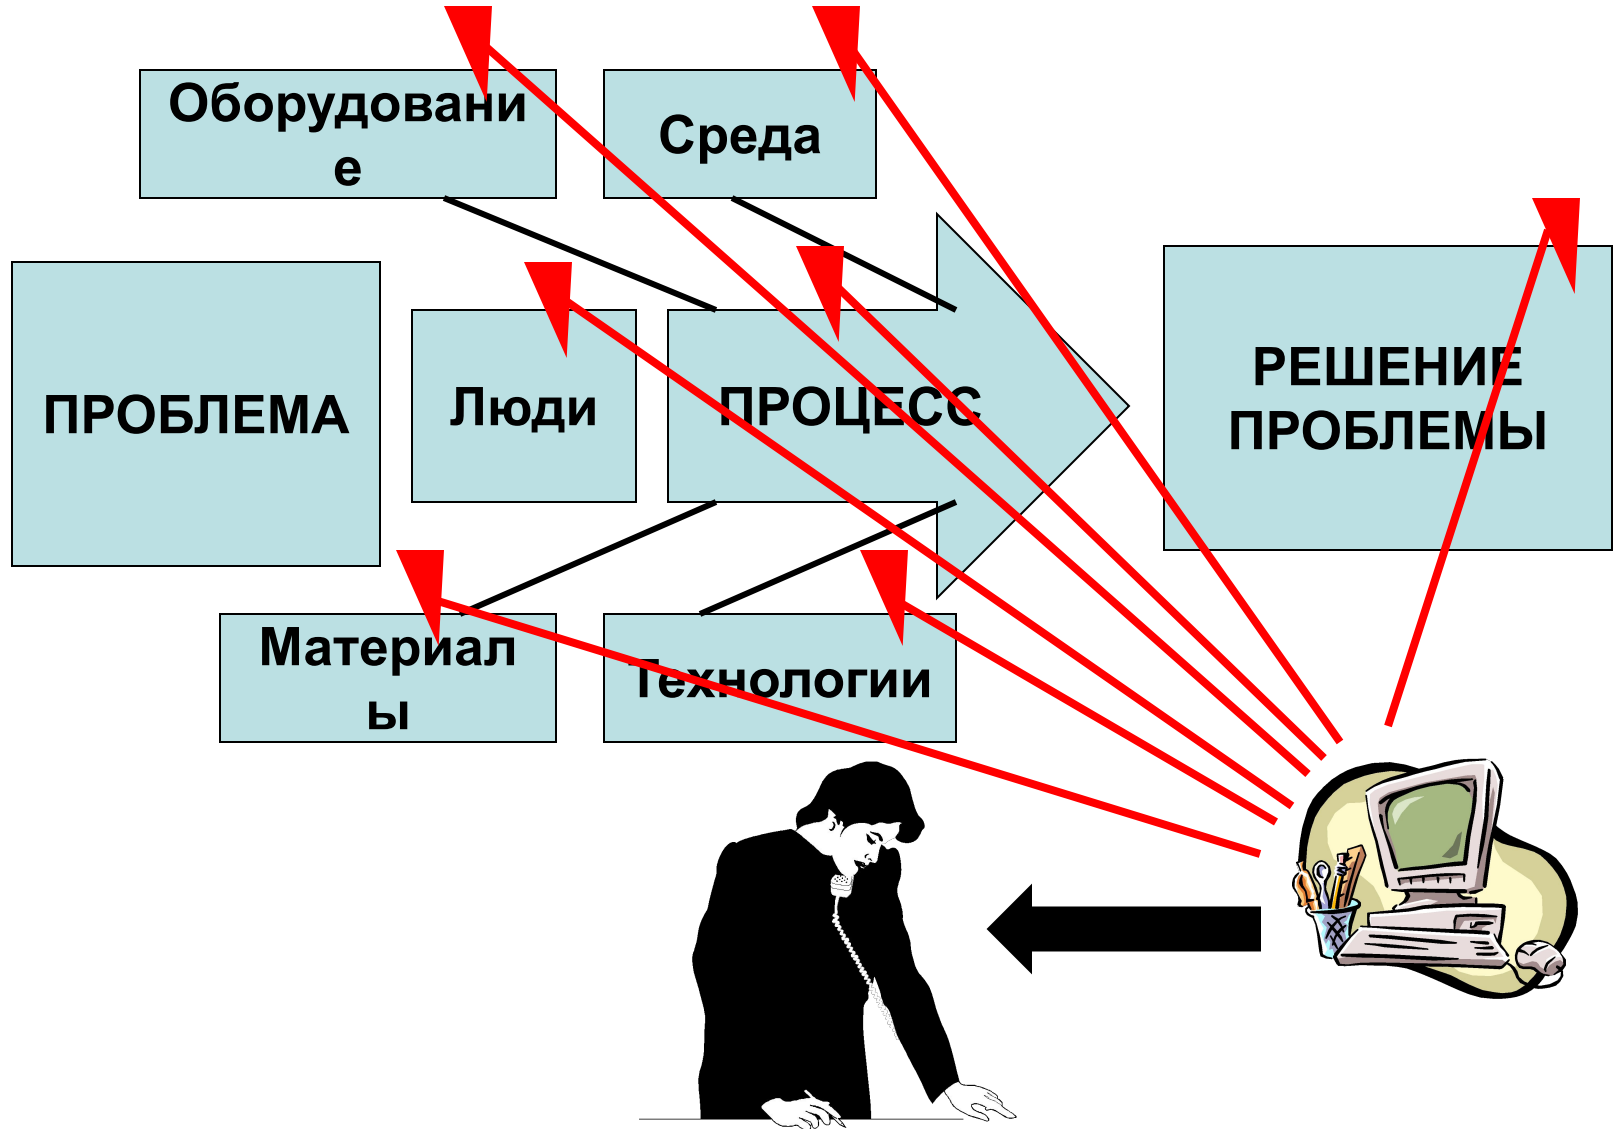 Оборудовани
е
Среда
ПРОБЛЕМА
Люди
ПРОЦЕСС
РЕШЕНИЕ
ПРОБЛЕМЫ
Материал
ы
Технологии